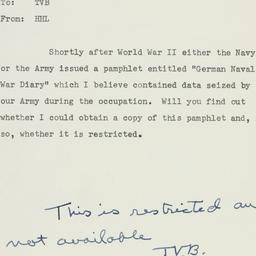 To: TVB
From: HHL
Shortly after World War II either the Navy
or the Army issued a pamphlet entitled "German Naval
War Diary" which I believe contained data seized by
our Army during the occupation. Will you find out
whether I could obtain a copy of this pamphlet and,
so, whether it is restricted.
This is restricted an
not available
TVB.